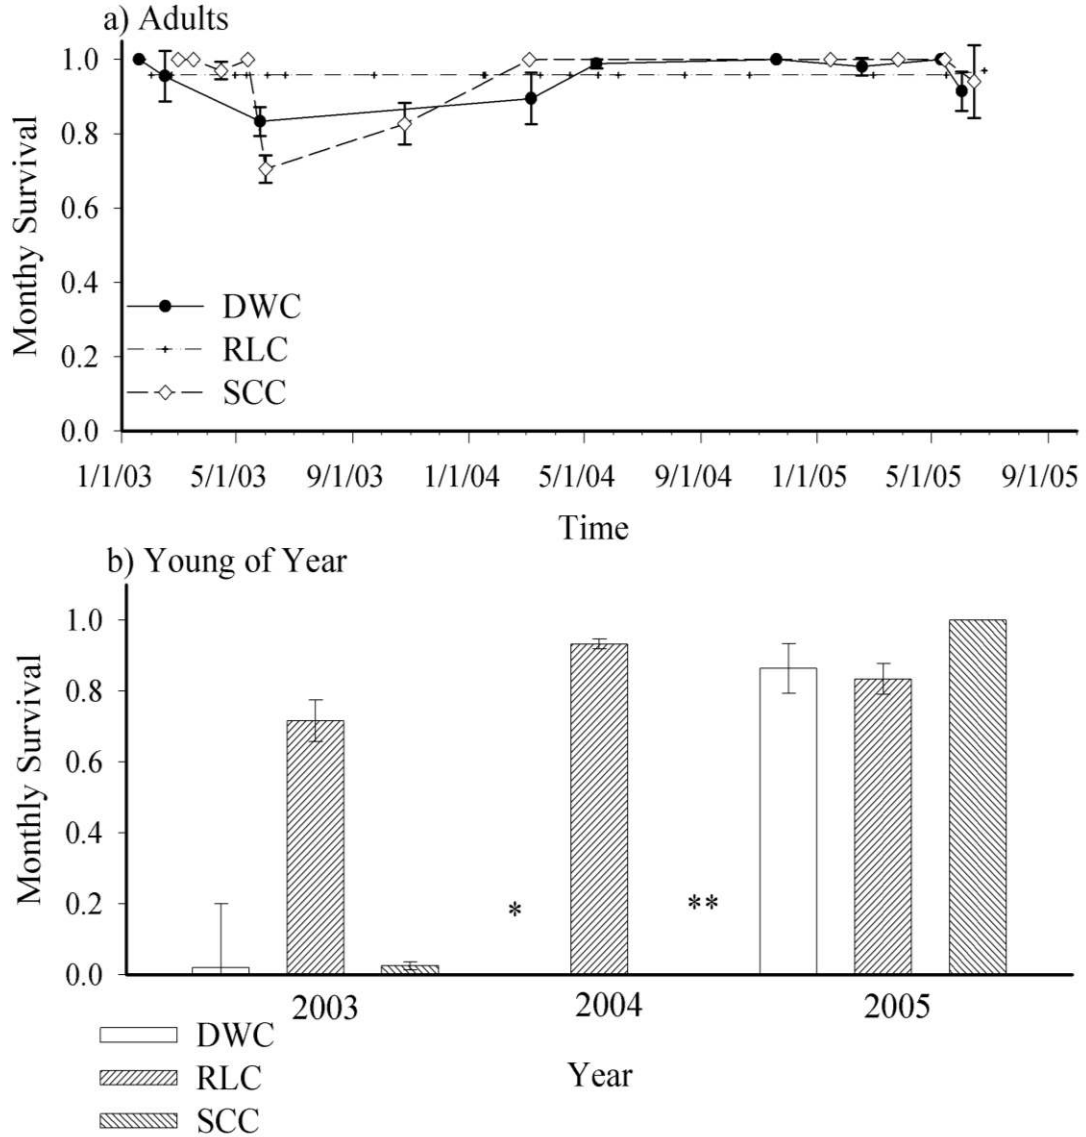 a) Adults
1.0
0.8
0.6
0.4
0.2
0.0
Monthy Survival
DWC
RLC
SCC
1/1/03 5/1/03 9/1/03 1/1/04 5/1/04 9/1/04 1/1/05 5/1/05 9/1/05
Time
b) Young of Year
1.0
0.8
0.6
0.4
0.2
0.0
Monthly Survival
* **
2003 2004 2005
DWC
RLC
SCC
Year